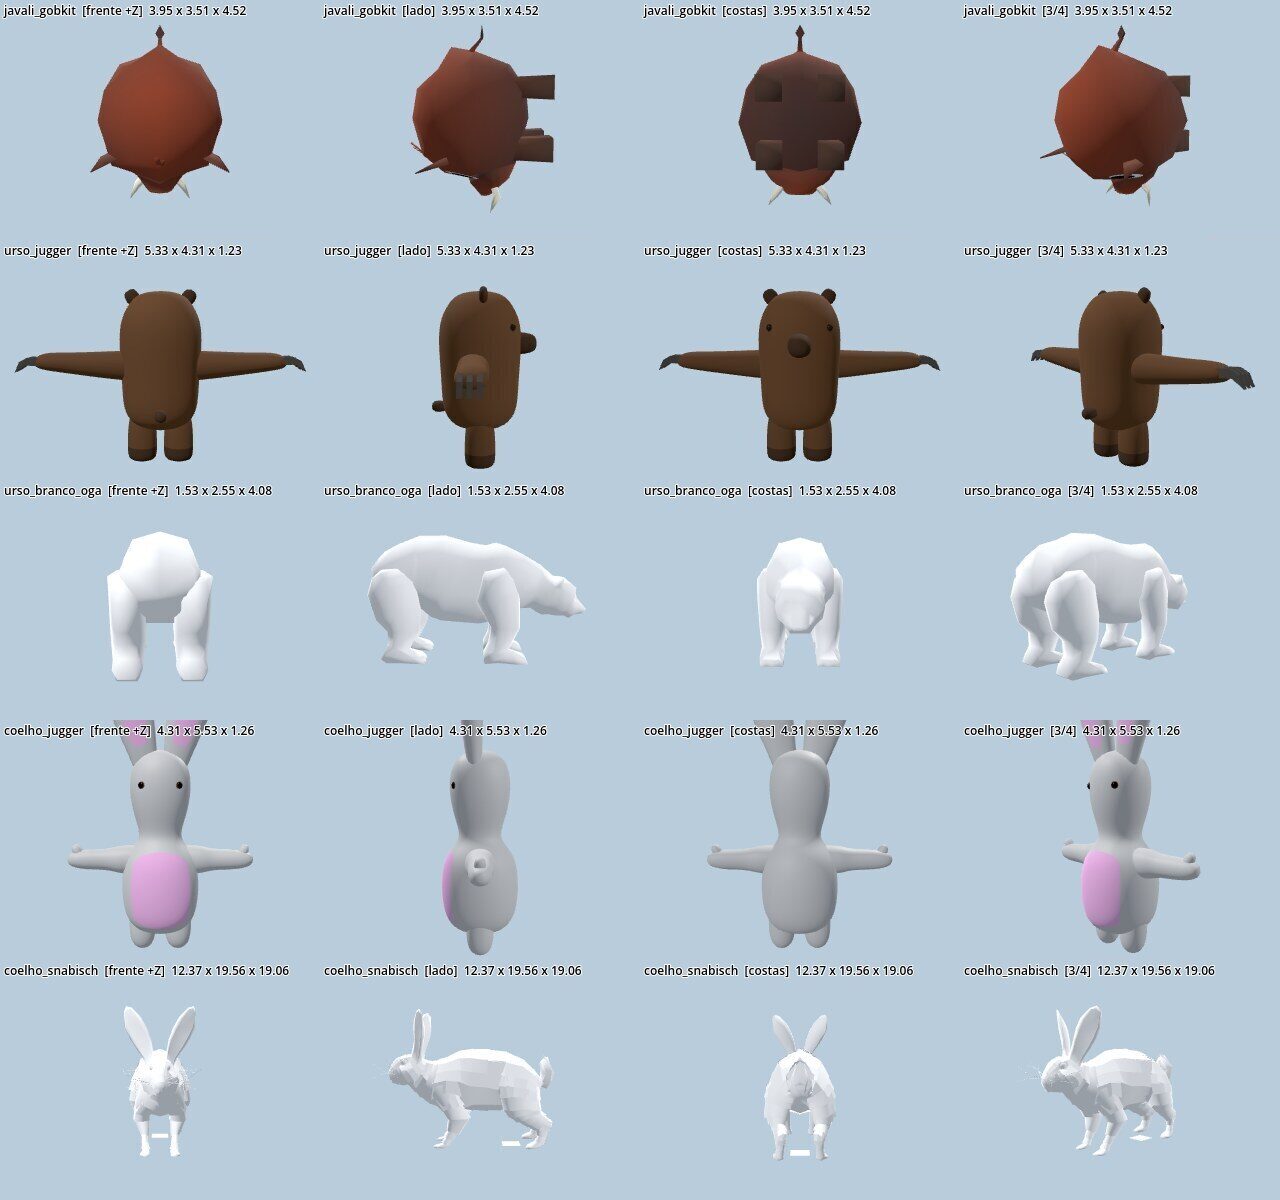 javali_gobkit [frente +Z] 3.95 x 3.51 x 4.52
javali_gobkit [lado] 3.95 x 3.51 x 4.52
javali_gobkit [costas] 3.95 x 3.51 x 4.52
javali_gobkit [3/4] 3.95 x 3.51 x 4.52
urso_jugger [frente +Z] 5.33 x 4.31 x 1.23
urso_jugger [lado] 5.33 x 4.31 x 1.23
urso_jugger [costas] 5.33 x 4.31 x 1.23
urso_jugger [3/4] 5.33 x 4.31 x 1.23
urso_branco_oga [frente +Z] 1.53 x 2.55 x 4.08
urso_branco_oga [lado] 1.53 x 2.55 x 4.08
urso_branco_oga [costas] 1.53 x 2.55 x 4.08
urso_branco_oga [3/4] 1.53 x 2.55 x 4.08
coelho_jugger [frente +Z] 4.31 x 5.53 x 1.26
coelho_jugger [lado] 4.31 x 5.53 x 1.26
coelho_jugger [costas] 4.31 x 5.53 x 1.26
coelho_jugger [3/4] 4.31 x 5.53 x 1.26
coelho_snabisch [frente +Z] 12.37 x 19.56 x 19.06
coelho_snabisch [lado] 12.37 x 19.56 x 19.06
coelho_snabisch [costas] 12.37 x 19.56 x 19.06
coelho_snabisch [3/4] 12.37 x 19.56 x 19.06